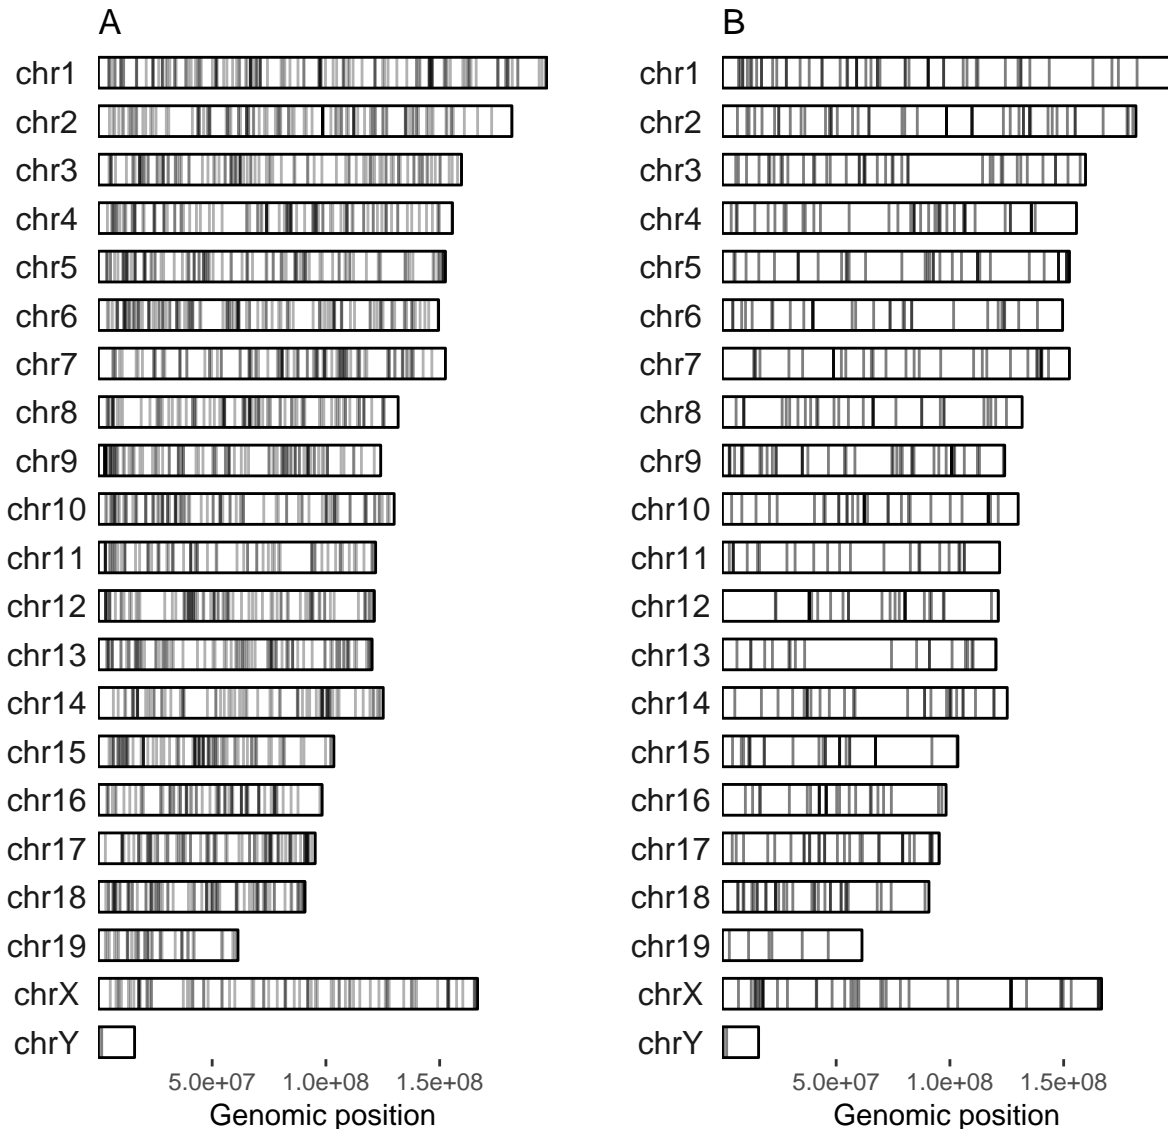 A
chr1
chr2
chr3
chr4
chr5
chr6
chr7
chr8
chr9
chr10
chr11
chr12
chr13
chr14
chr15
chr16
chr17
chr18
chr19
chrX
chrY
5.0e+07 1.0e+08 1.5e+08
Genomic position
B
chr1
chr2
chr3
chr4
chr5
chr6
chr7
chr8
chr9
chr10
chr11
chr12
chr13
chr14
chr15
chr16
chr17
chr18
chr19
chrX
chrY
5.0e+07 1.0e+08 1.5e+08
Genomic position